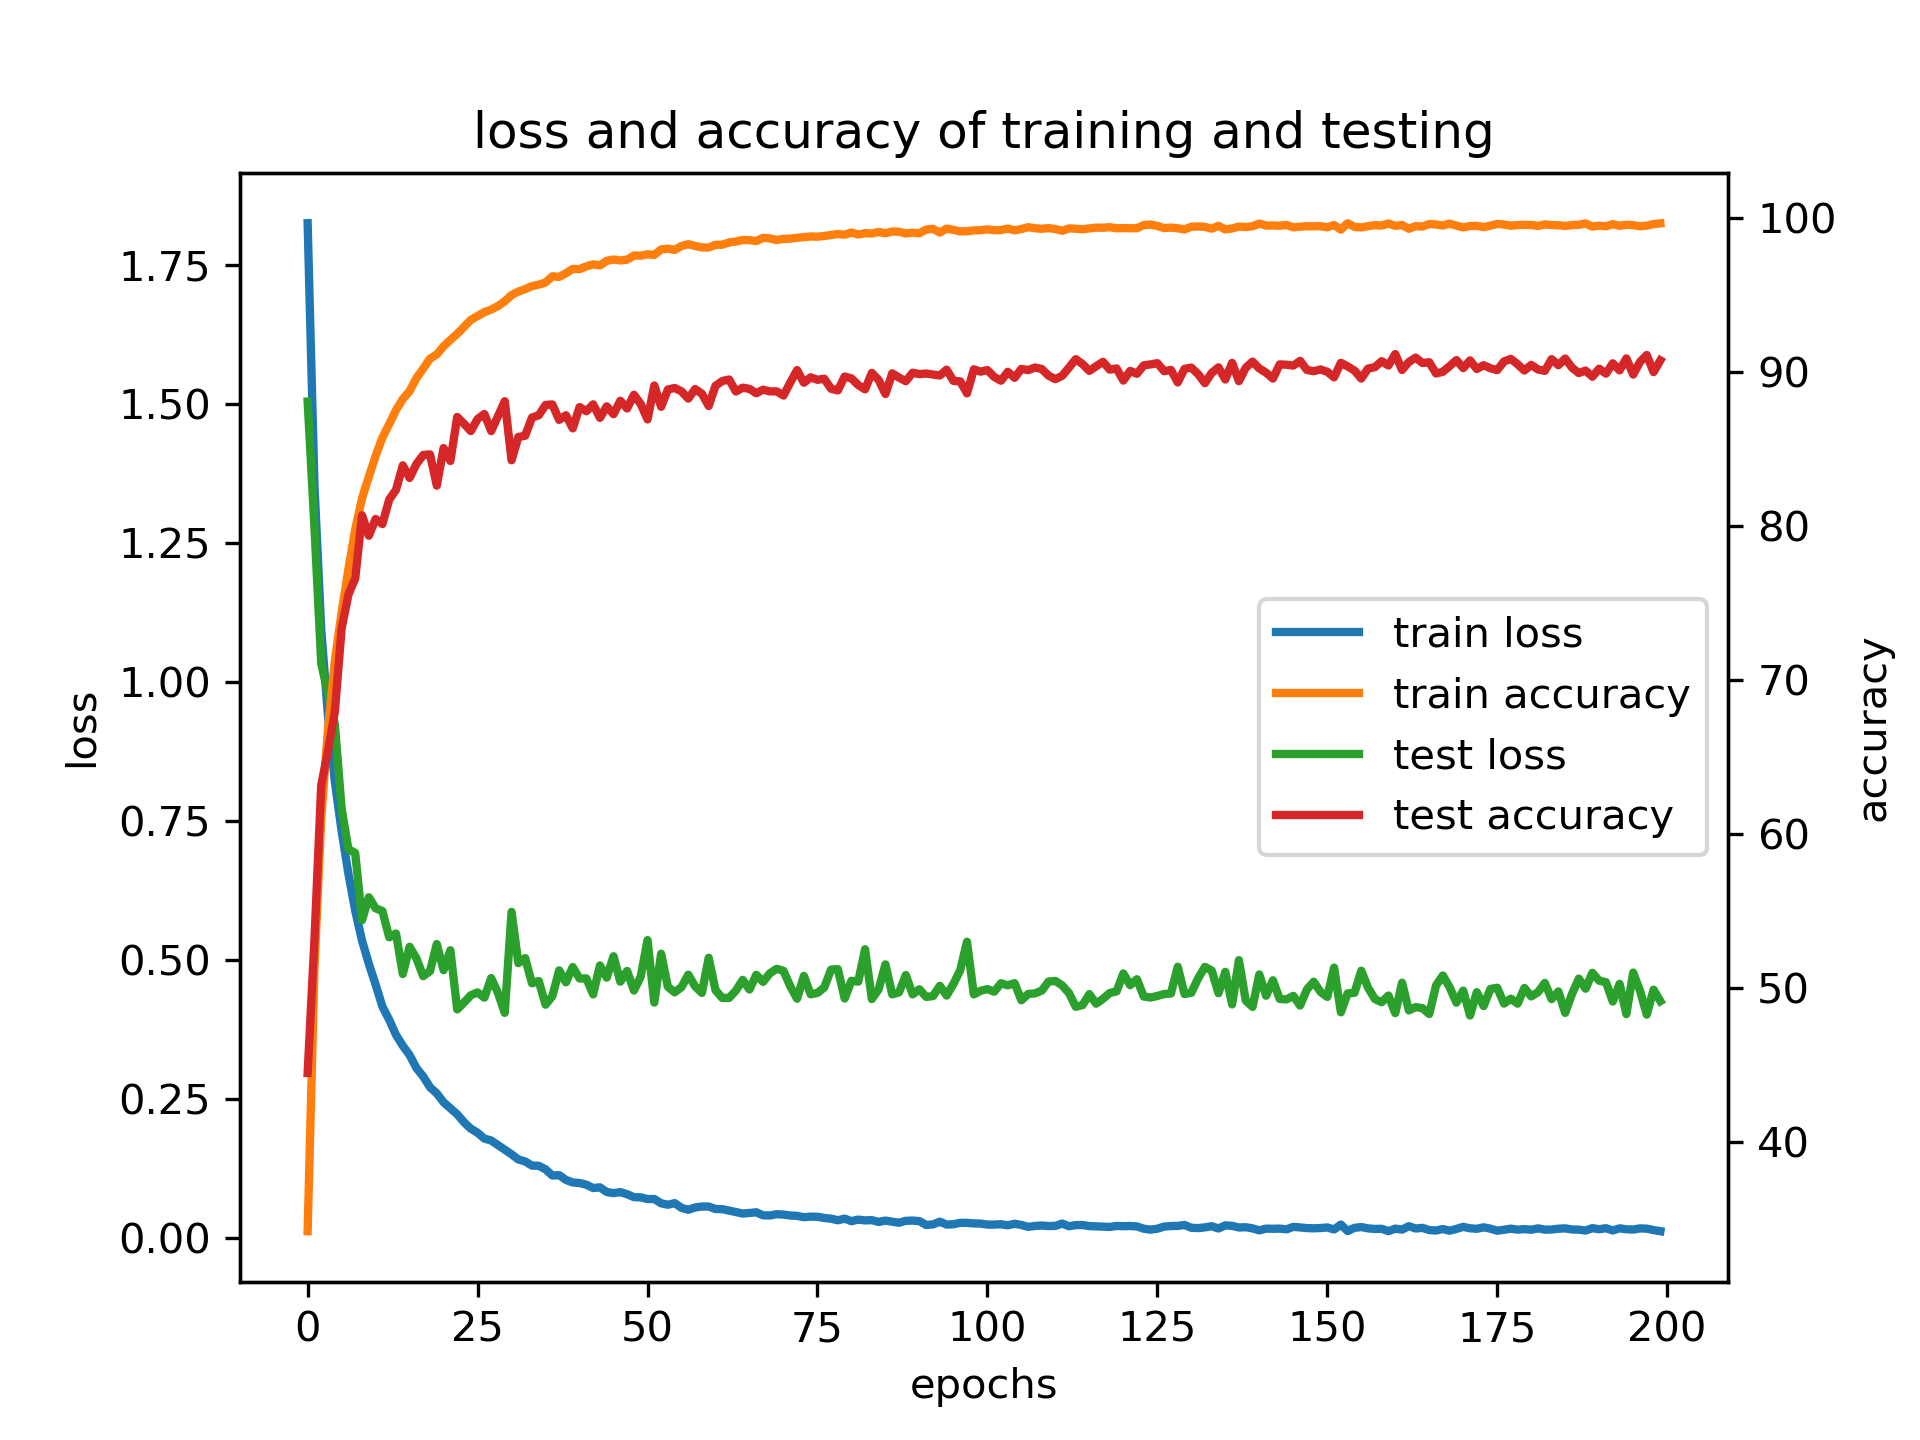 loss and accuracy of training and testing
1.75
1.50
1.25
1.00
0.75
0.50
0.25
0.00
loss
100
90
80
70
60
50
40
accuracy
train loss
train accuracy
test loss
test accuracy
0 25 50 75 100 125 150 175 200
epochs